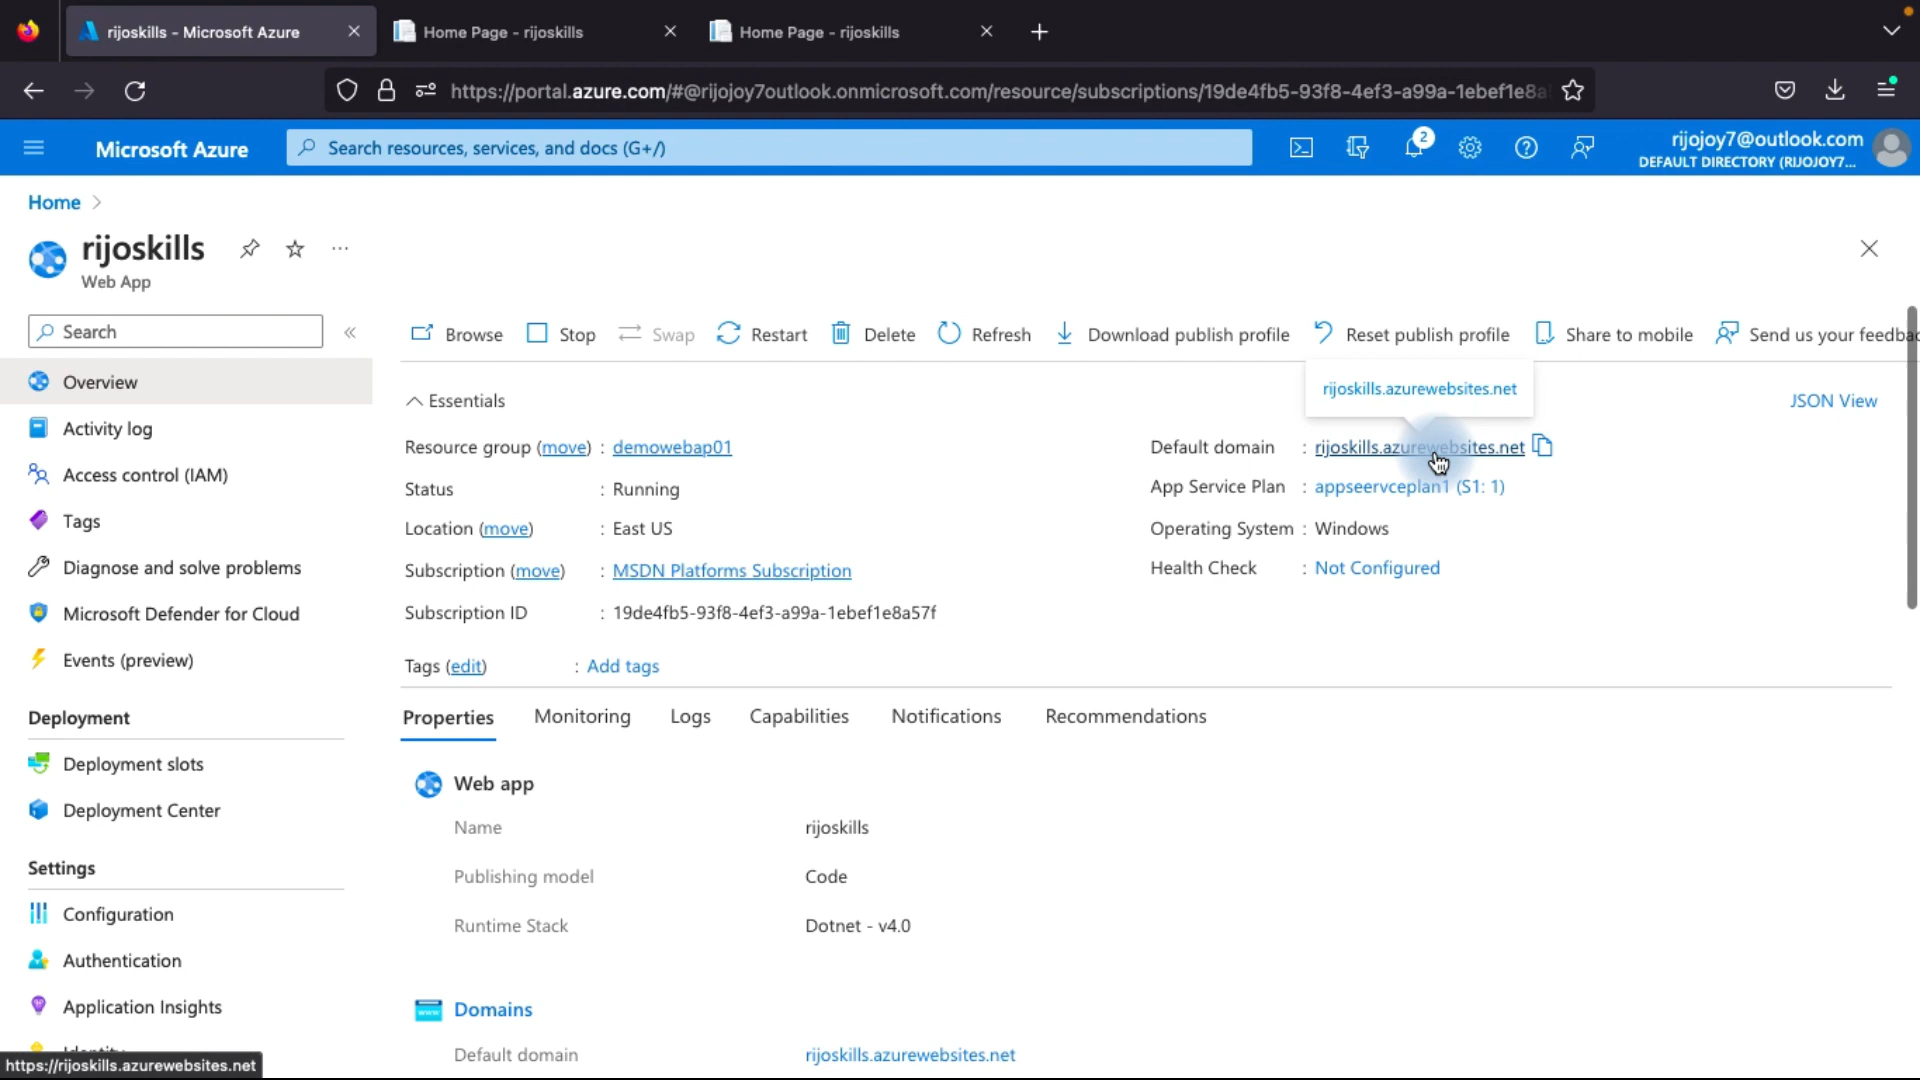 rijoskills - Microsoft Azure
Home Page - rijoskills
Home Page - rijoskills
https://portal.azure.com/#@rijojoy7outlook.onmicrosoft.com/resource/subscriptions/19de4fb5-93f8-4ef3-a99a-1ebef1e8a
Microsoft Azure
Search resources, services, and docs (G+/)
2
rijojoy7@outlook.com
DEFAULT DIRECTORY (RIJOJOY7...
Home
rijoskills
Web App
Search
Browse
Stop
Swap
Restart
Delete
Refresh
Download publish profile
Reset publish profile
Share to mobile
Send us your feedbac
Overview
Activity log
Access control (IAM)
Tags
Diagnose and solve problems
Microsoft Defender for Cloud
Events (preview)
Deployment
Deployment slots
Deployment Center
Settings
Configuration
Authentication
Application Insights
https://rijoskills.azurewebsites.net
Essentials
rijoskills.azurewebsites.net
JSON View
Resource group (move) : demowebap01
Status : Running
Location (move) : East US
Subscription (move) : MSDN Platforms Subscription
Subscription ID : 19de4fb5-93f8-4ef3-a99a-1ebef1e8a57f
Tags (edit) : Add tags
Default domain : rijoskills.azurewebsites.net
App Service Plan : appseervceplan1 (S1: 1)
Operating System : Windows
Health Check : Not Configured
Properties
Monitoring
Logs
Capabilities
Notifications
Recommendations
Web app
Name rijoskills
Publishing model Code
Runtime Stack Dotnet - v4.0
www
Domains
Default domain rijoskills.azurewebsites.net